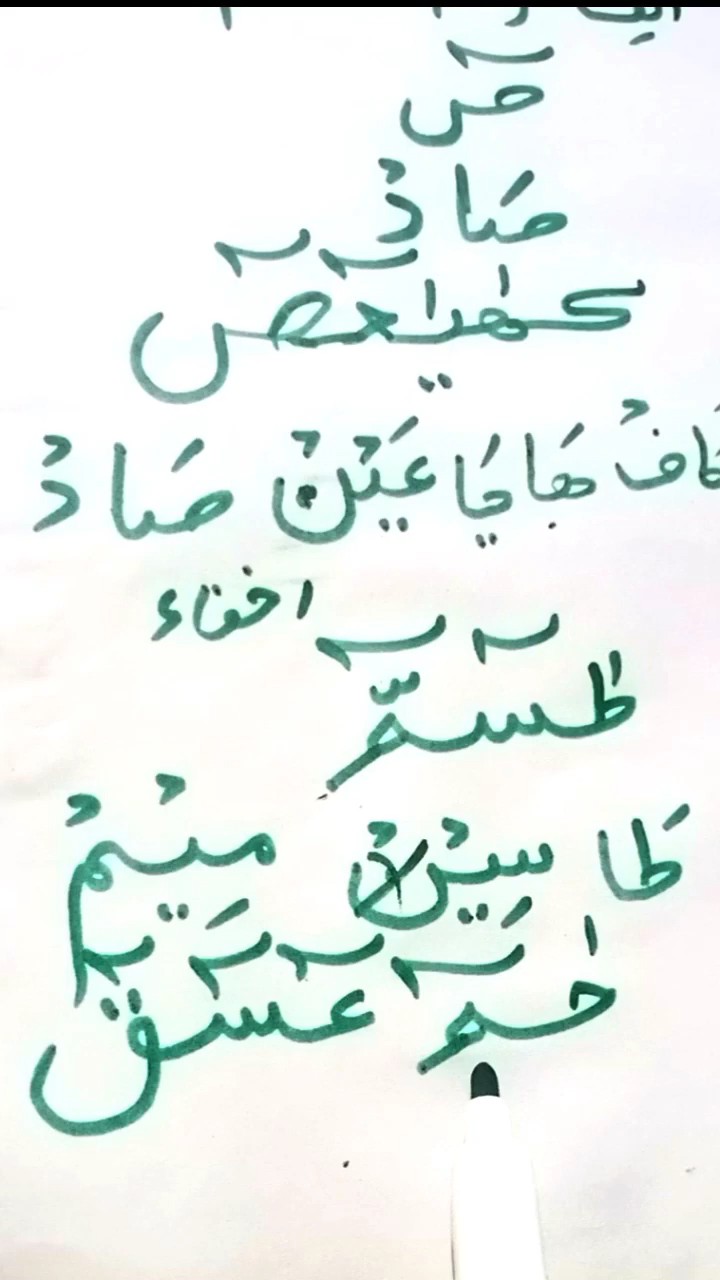 صٓ
صَادْ
كٓهٰيٰعٓصٓ
كَافْ هَا يَا عَيْنْ صَادْ
اخفاء
طٰسٓمّٓ
طَا سِيْنْ مِيْمْ
حٰمٓ عٓسٓقٓ